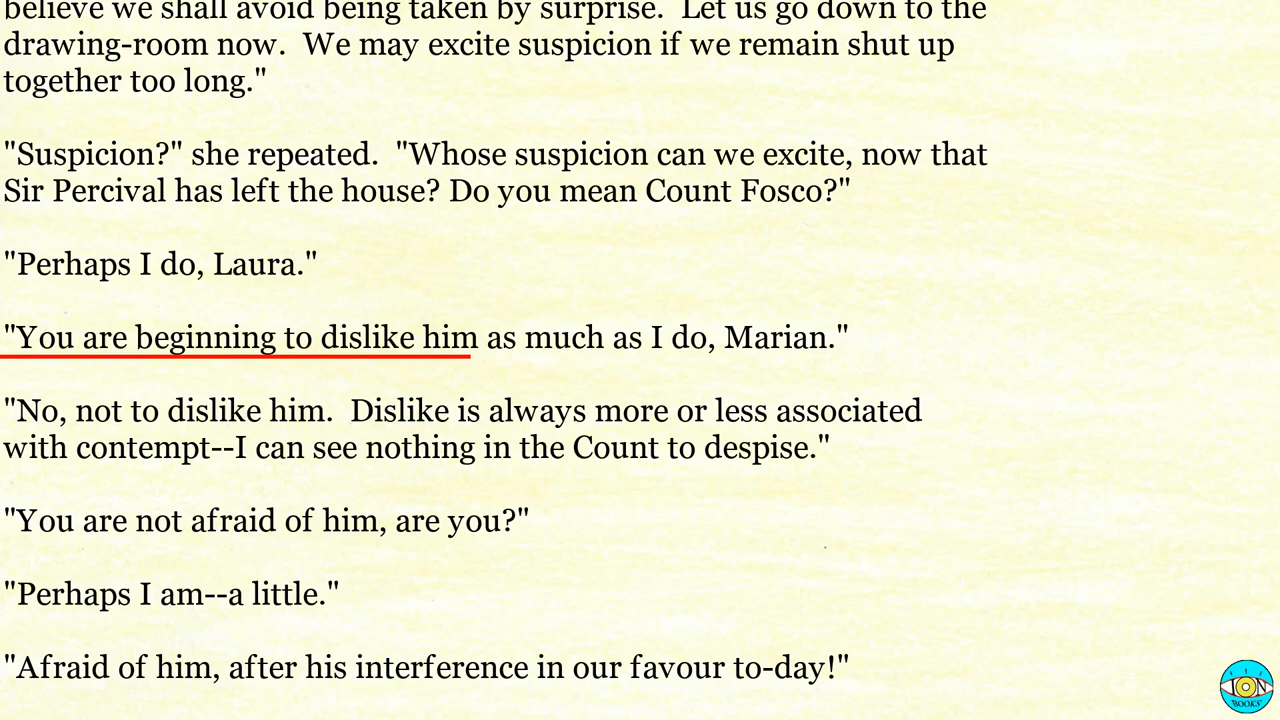 believe we shall avoid being taken by surprise.  Let us go down to the
drawing-room now.  We may excite suspicion if we remain shut up
together too long."
"Suspicion?" she repeated.  "Whose suspicion can we excite, now that
Sir Percival has left the house? Do you mean Count Fosco?"
"Perhaps I do, Laura."
"You are beginning to dislike him as much as I do, Marian."
"No, not to dislike him.  Dislike is always more or less associated
with contempt--I can see nothing in the Count to despise."
"You are not afraid of him, are you?"
"Perhaps I am--a little."
"Afraid of him, after his interference in our favour to-day!"
ION
BOOKS